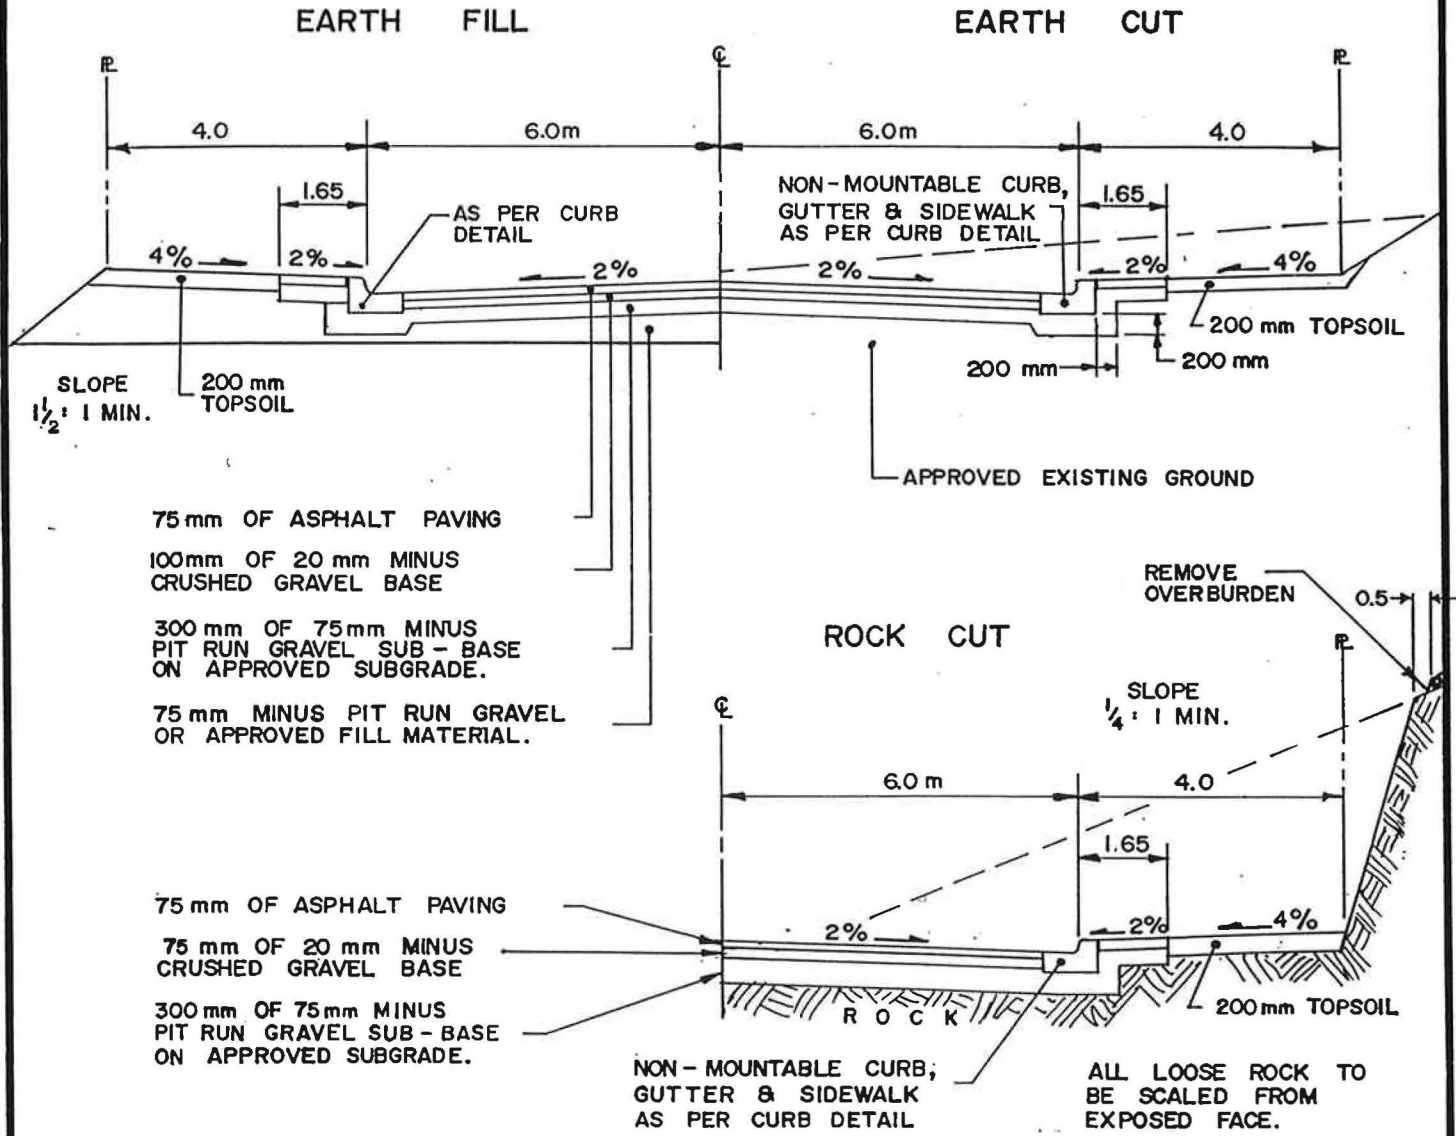 EARTH FILL
EARTH CUT
℄
4.0
6.0m
6.0m
4.0
1.65
AS PER CURB
DETAIL
NON-MOUNTABLE CURB,
GUTTER & SIDEWALK
AS PER CURB DETAIL
1.65
4%
2%
2%
2%
2%
4%
200 mm TOPSOIL
200 mm
200 mm
SLOPE
1½ : 1 MIN.
200 mm
TOPSOIL
APPROVED EXISTING GROUND
75 mm OF ASPHALT PAVING
100mm OF 20 mm MINUS
CRUSHED GRAVEL BASE
300 mm OF 75mm MINUS
PIT RUN GRAVEL SUB-BASE
ON APPROVED SUBGRADE.
75 mm MINUS PIT RUN GRAVEL
OR APPROVED FILL MATERIAL.
REMOVE
OVERBURDEN
0.5
ROCK CUT
SLOPE
¼ : 1 MIN.
℄
6.0 m
4.0
1.65
2%
2%
4%
75 mm OF ASPHALT PAVING
75 mm OF 20 mm MINUS
CRUSHED GRAVEL BASE
300 mm OF 75 mm MINUS
PIT RUN GRAVEL SUB-BASE
ON APPROVED SUBGRADE.
ROCK
200 mm TOPSOIL
NON-MOUNTABLE CURB,
GUTTER & SIDEWALK
AS PER CURB DETAIL
ALL LOOSE ROCK TO
BE SCALED FROM
EXPOSED FACE.